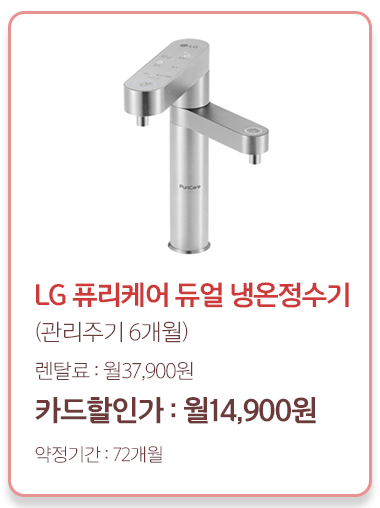 LG
PuriCare
LG 퓨리케어 듀얼 냉온정수기
(관리주기 6개월)
렌탈료 : 월37,900원
카드할인가 : 월14,900원
약정기간 : 72개월